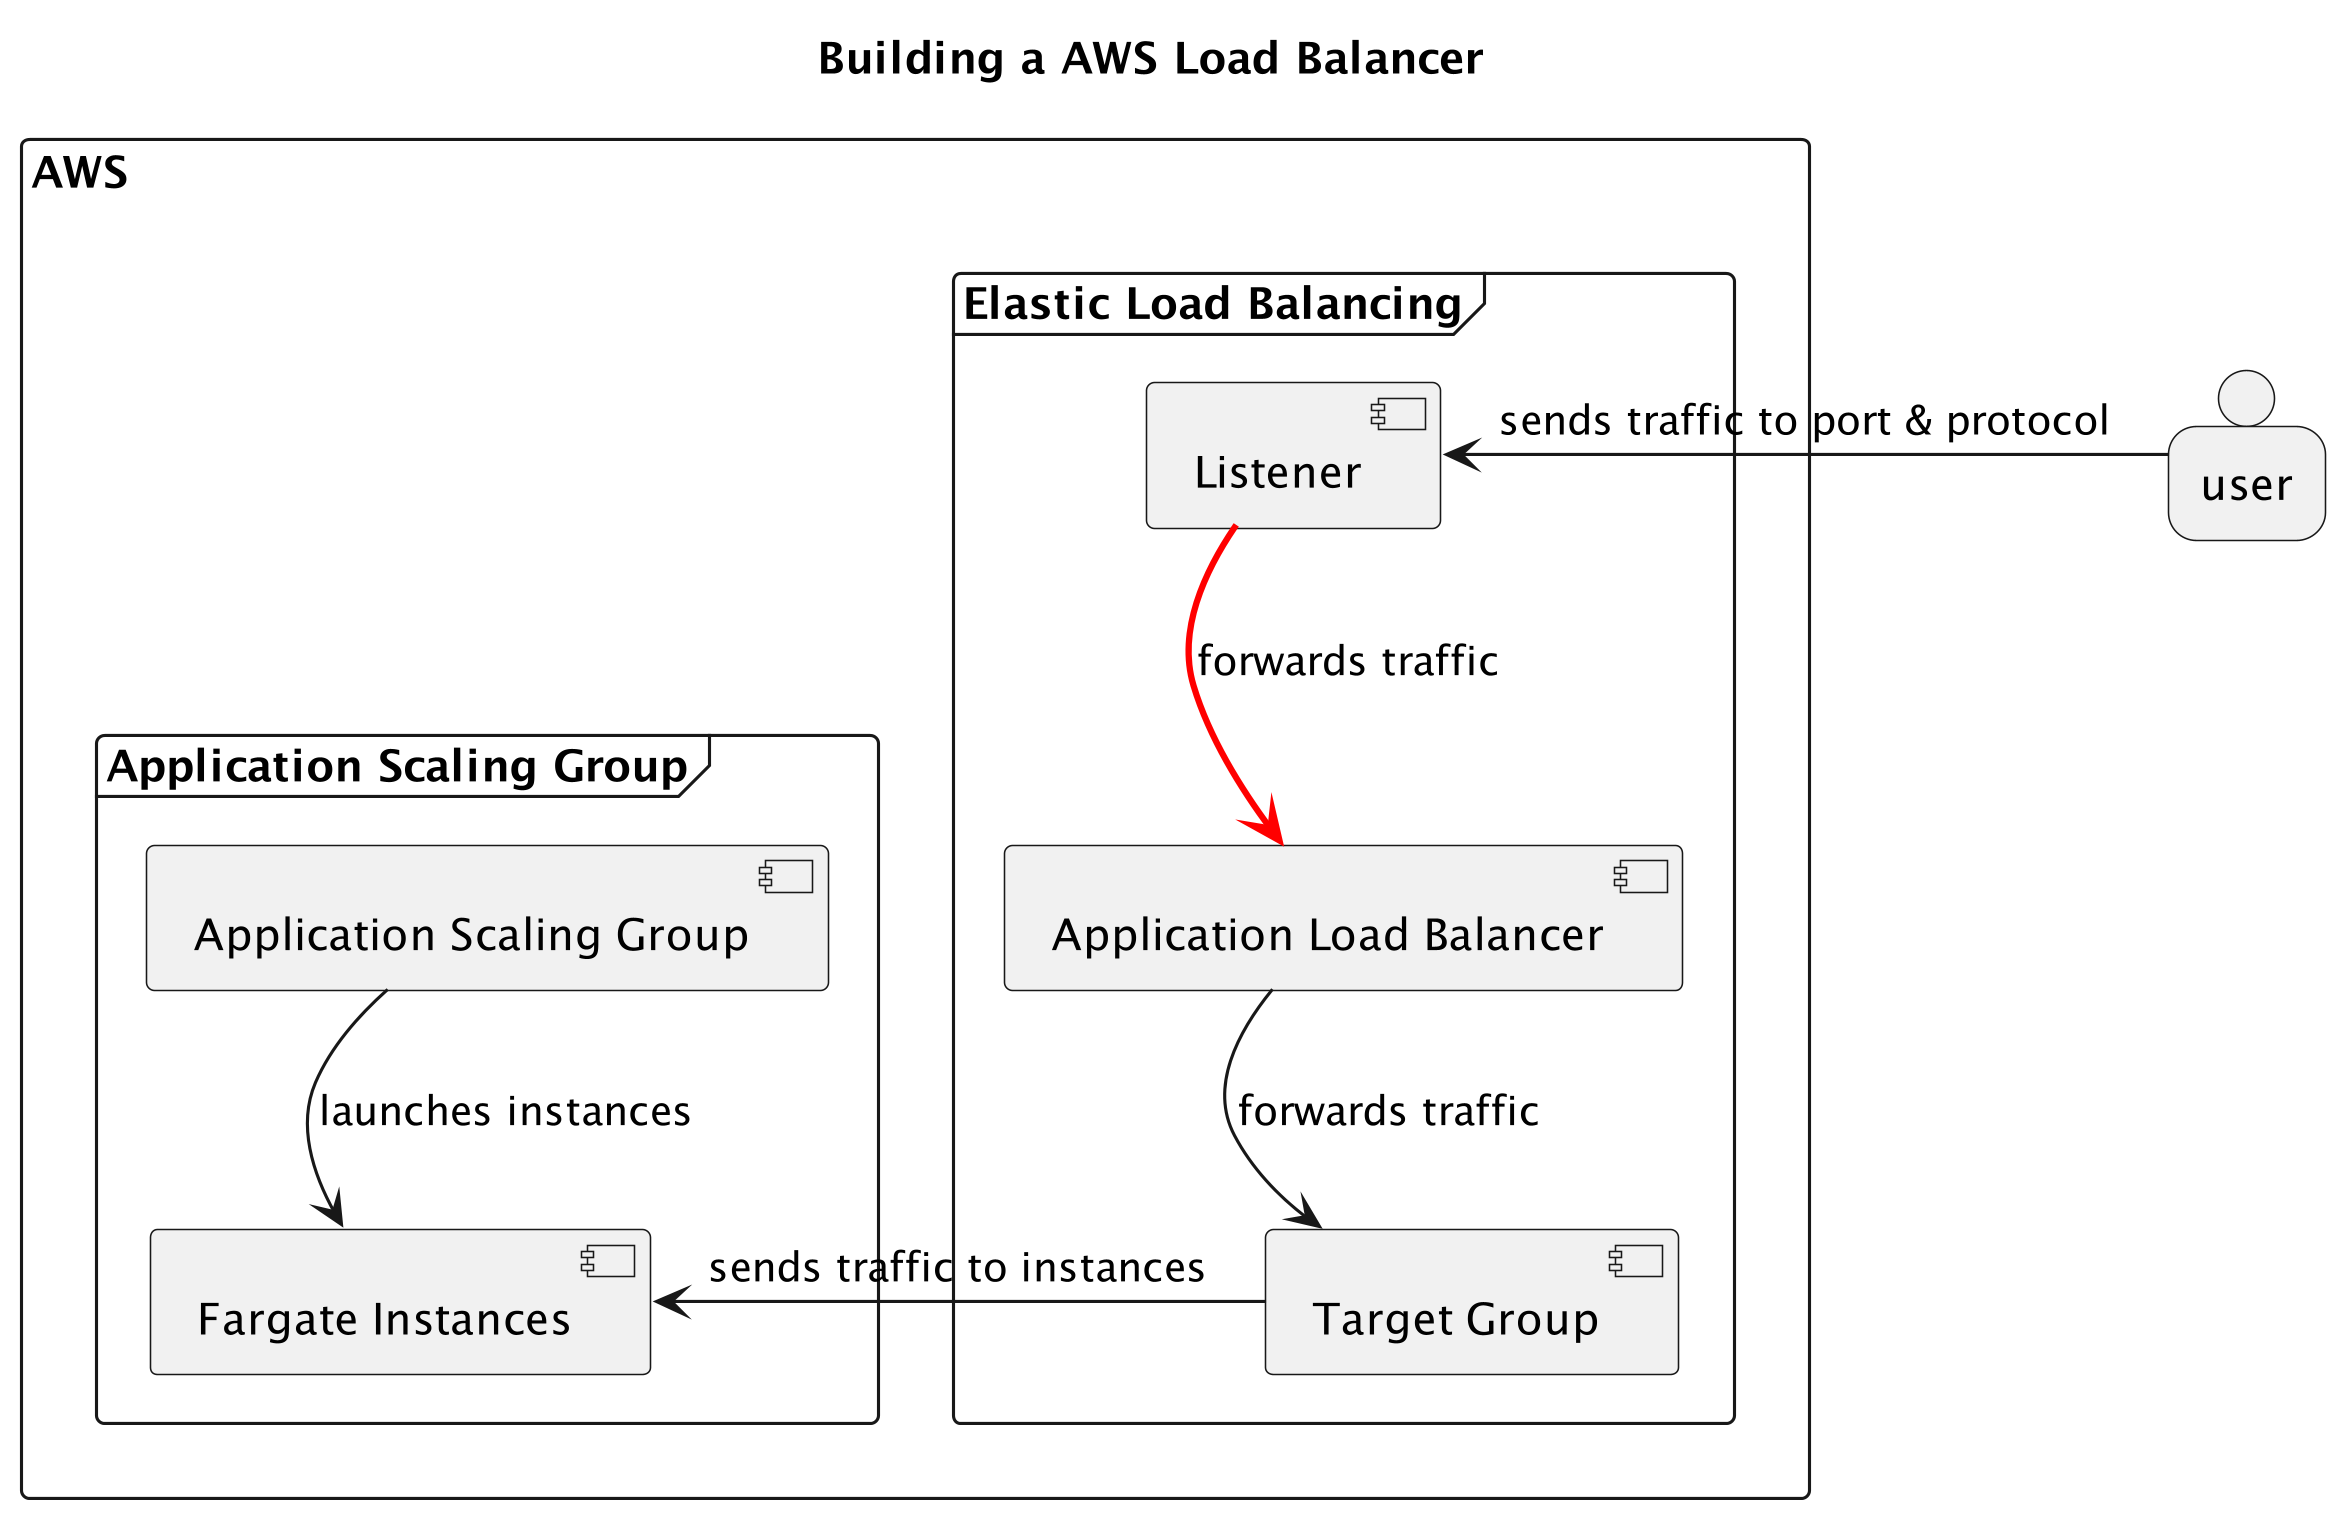 Building a AWS Load Balancer
AWS
Elastic Load Balancing
Listener
sends traffic to port & protocol
user
forwards traffic
Application Scaling Group
Application Scaling Group
Application Load Balancer
launches instances
forwards traffic
Fargate Instances
sends traffic to instances
Target Group